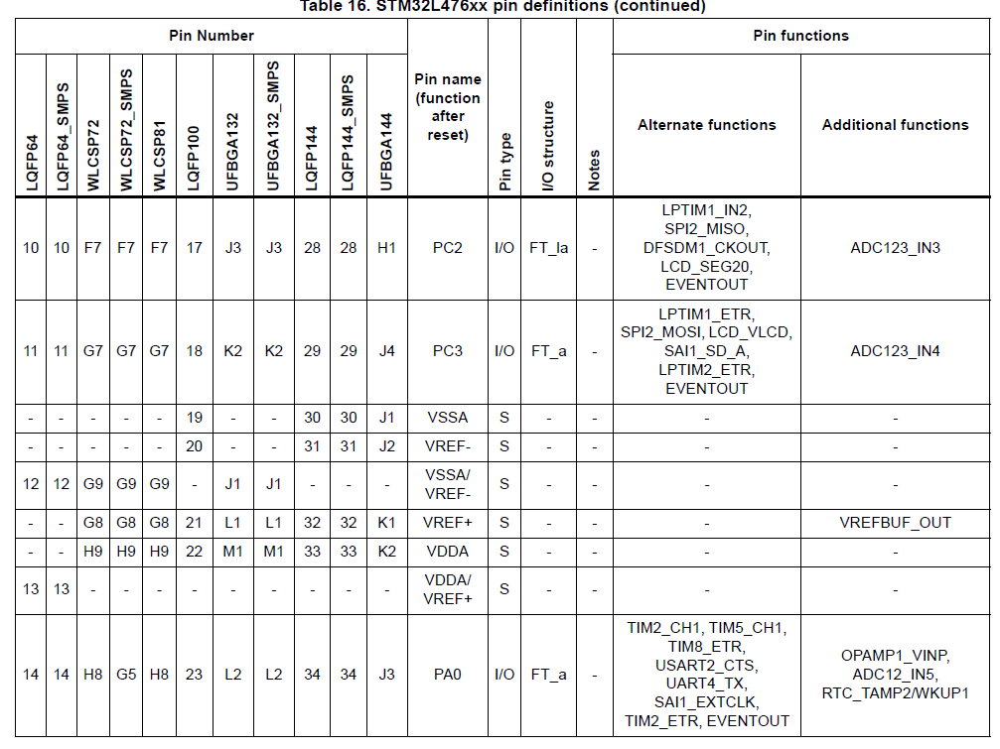 Table 16. STM32L476xx pin definitions (continued)
Pin Number
Pin functions
LQFP64
LQFP64_SMPS
WLCSP72
WLCSP72_SMPS
WLCSP81
LQFP100
UFBGA132
UFBGA132_SMPS
LQFP144
LQFP144_SMPS
UFBGA144
Pin name
(function
after
reset)
Pin type
I/O structure
Notes
Alternate functions
Additional functions
10 10 F7 F7 F7 17 J3 J3 28 28 H1 PC2 I/O FT_la -
LPTIM1_IN2,
SPI2_MISO,
DFSDM1_CKOUT,
LCD_SEG20,
EVENTOUT
ADC123_IN3
11 11 G7 G7 G7 18 K2 K2 29 29 J4 PC3 I/O FT_a -
LPTIM1_ETR,
SPI2_MOSI, LCD_VLCD,
SAI1_SD_A,
LPTIM2_ETR,
EVENTOUT
ADC123_IN4
- - - - - 19 - - 30 30 J1 VSSA S - - - -
- - - - - 20 - - 31 31 J2 VREF- S - - - -
12 12 G9 G9 G9 - J1 J1 - - -
VSSA/
VREF-
S - - - -
- - G8 G8 G8 21 L1 L1 32 32 K1 VREF+ S - - - VREFBUF_OUT
- - H9 H9 H9 22 M1 M1 33 33 K2 VDDA S - - - -
13 13 - - - - - - - - -
VDDA/
VREF+
S - - - -
14 14 H8 G5 H8 23 L2 L2 34 34 J3 PA0 I/O FT_a -
TIM2_CH1, TIM5_CH1,
TIM8_ETR,
USART2_CTS,
UART4_TX,
SAI1_EXTCLK,
TIM2_ETR, EVENTOUT
OPAMP1_VINP,
ADC12_IN5,
RTC_TAMP2/WKUP1